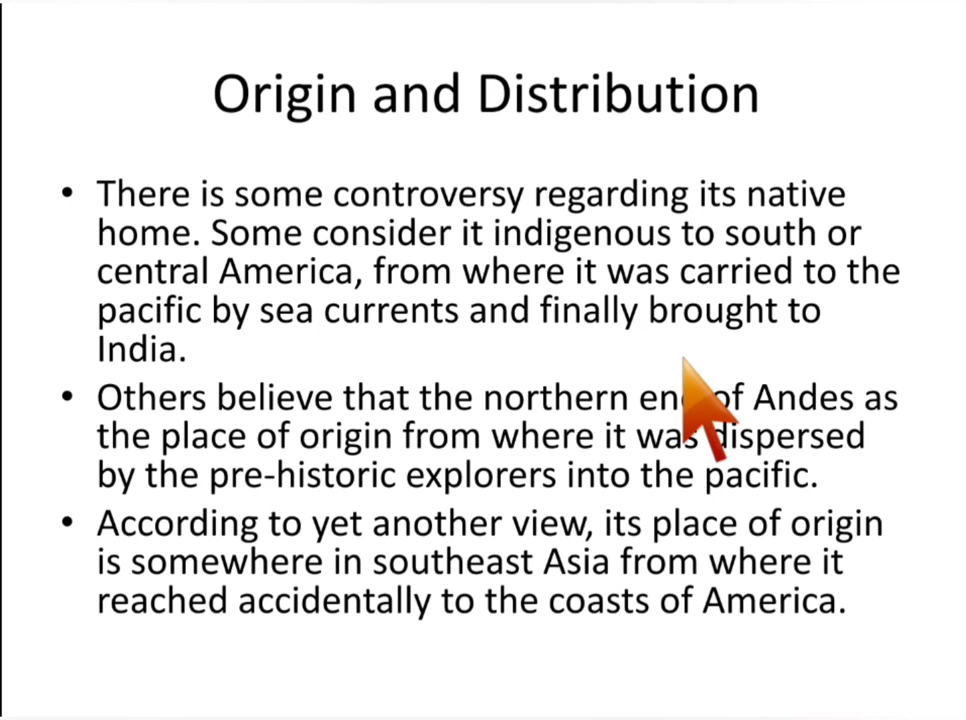 Origin and Distribution
• There is some controversy regarding its native
home. Some consider it indigenous to south or
central America, from where it was carried to the
pacific by sea currents and finally brought to
India.
• Others believe that the northern end of Andes as
the place of origin from where it was dispersed
by the pre-historic explorers into the pacific.
• According to yet another view, its place of origin
is somewhere in southeast Asia from where it
reached accidentally to the coasts of America.